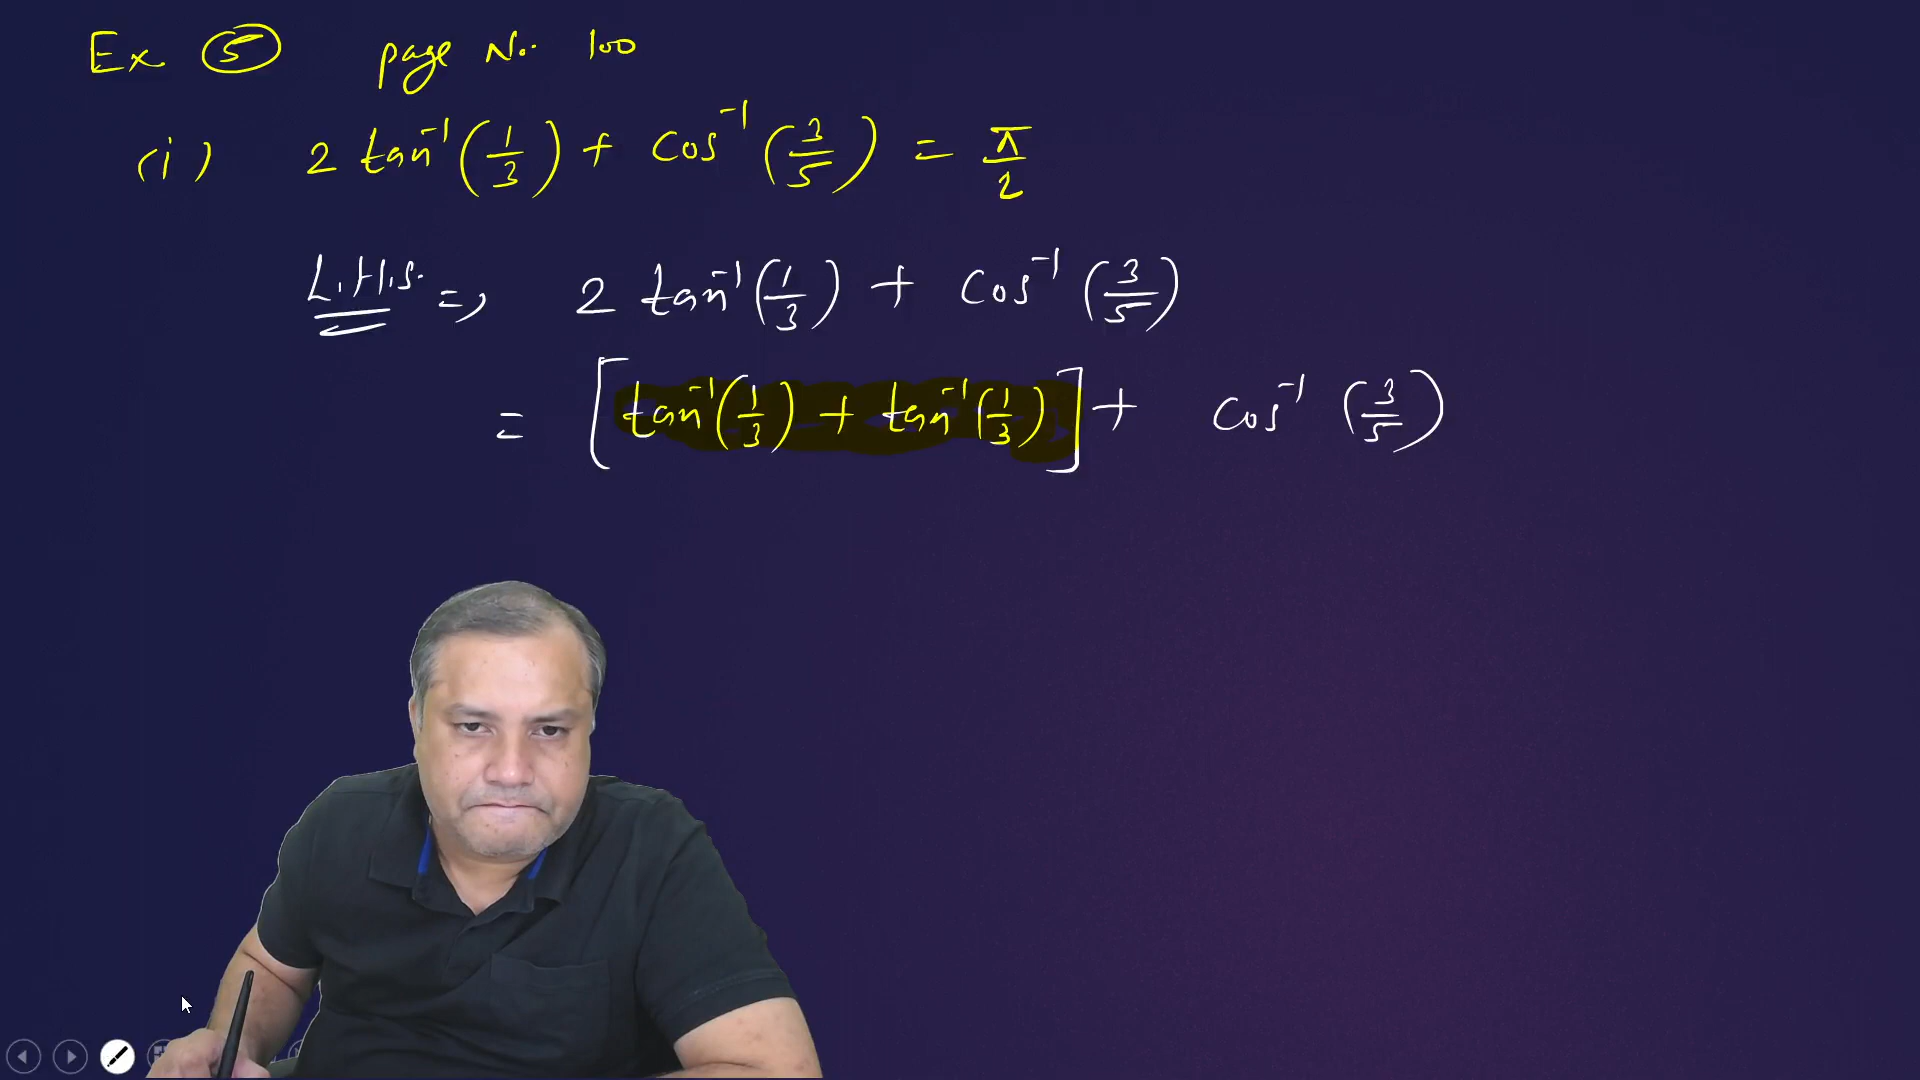 Ex ⑤ page No. 100
(i) 2 tan⁻¹(1/3) + cos⁻¹(3/5) = π/2
L.H.S. =, 2 tan⁻¹(1/3) + cos⁻¹(3/5)
= [tan⁻¹(1/3) + tan⁻¹(1/3)] + cos⁻¹(3/5)